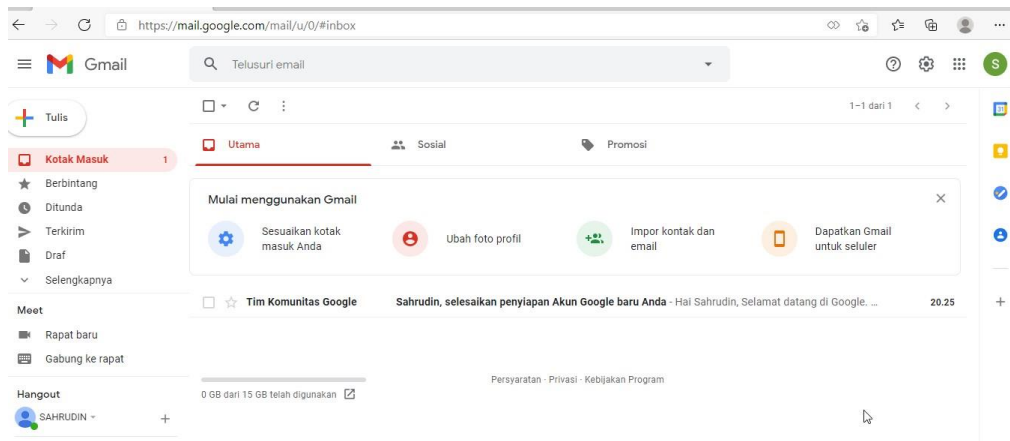 https://mail.google.com/mail/u/0/#inbox
Gmail
Telusuri email
S
Tulis
1–1 dari 1
Utama
Sosial
Promosi
Kotak Masuk 1
Berbintang
Ditunda
Terkirim
Draf
Selengkapnya
Mulai menggunakan Gmail
Sesuaikan kotak
masuk Anda
Ubah foto profil
Impor kontak dan
email
Dapatkan Gmail
untuk seluler
Tim Komunitas Google Sahrudin, selesaikan penyiapan Akun Google baru Anda - Hai Sahrudin, Selamat datang di Google. ... 20.25
Meet
Rapat baru
Gabung ke rapat
Hangout
SAHRUDIN
0 GB dari 15 GB telah digunakan
Persyaratan · Privasi · Kebijakan Program
31